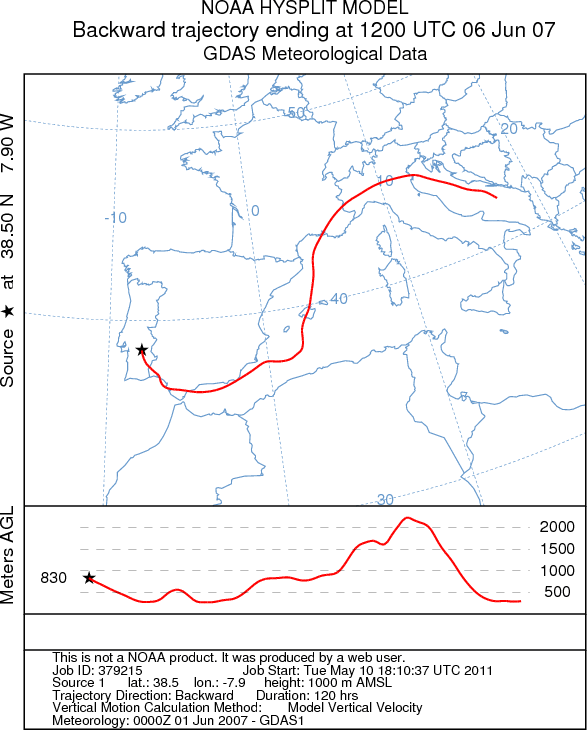 NOAA HYSPLIT MODEL
Backward trajectory ending at 1200 UTC 06 Jun 07
GDAS Meteorological Data
Source ★ at 38.50 N 7.90 W
50
20
10
-10
0
40
30
Meters AGL
2000
1500
1000
500
830
This is not a NOAA product. It was produced by a web user.
Job ID: 379215 Job Start: Tue May 10 18:10:37 UTC 2011
Source 1 lat.: 38.5 lon.: -7.9 height: 1000 m AMSL
Trajectory Direction: Backward Duration: 120 hrs
Vertical Motion Calculation Method: Model Vertical Velocity
Meteorology: 0000Z 01 Jun 2007 - GDAS1